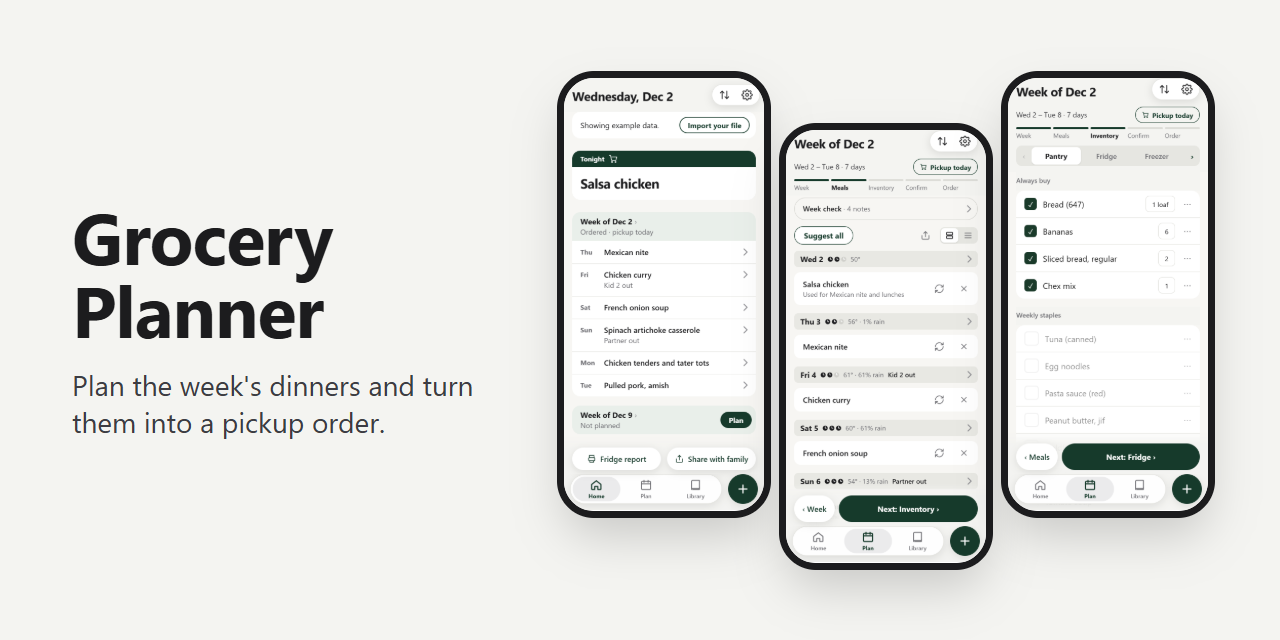 Grocery
Planner
Plan the week's dinners and turn
them into a pickup order.
Wednesday, Dec 2
Showing example data.
Import your file
Tonight
Salsa chicken
Week of Dec 2 ›
Ordered · pickup today
Thu Mexican nite
Fri Chicken curry
Kid 2 out
Sat French onion soup
Sun Spinach artichoke casserole
Partner out
Mon Chicken tenders and tater tots
Tue Pulled pork, amish
Week of Dec 9 ›
Not planned
Plan
Fridge report
Share with family
Home Plan Library
Week of Dec 2
Wed 2 – Tue 8 · 7 days
Pickup today
Week Meals Inventory Confirm Order
Week check · 4 notes
Suggest all
Wed 2 50°
Salsa chicken
Used for Mexican nite and lunches
Thu 3 56° · 1% rain
Mexican nite
Fri 4 61° · 61% rain Kid 2 out
Chicken curry
Sat 5 60° · 61% rain
French onion soup
Sun 6 54° · 13% rain Partner out
‹ Week
Next: Inventory ›
Home Plan Library
Week of Dec 2
Wed 2 – Tue 8 · 7 days
Pickup today
Week Meals Inventory Confirm Order
‹ Pantry Fridge Freezer ›
Always buy
Bread (647) 1 loaf
Bananas 6
Sliced bread, regular 2
Chex mix 1
Weekly staples
Tuna (canned)
Egg noodles
Pasta sauce (red)
Peanut butter, jif
‹ Meals
Next: Fridge ›
Home Plan Library